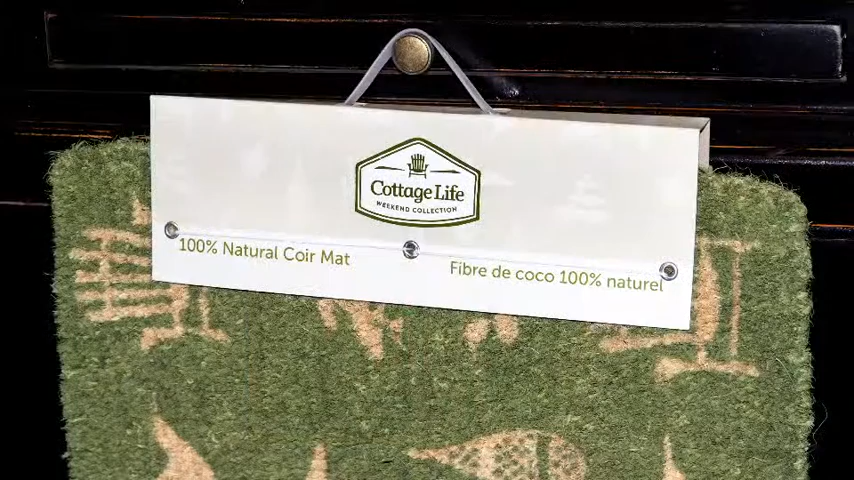 Cottage Life
WEEKEND COLLECTION
100% Natural Coir Mat
Fibre de coco 100% naturel